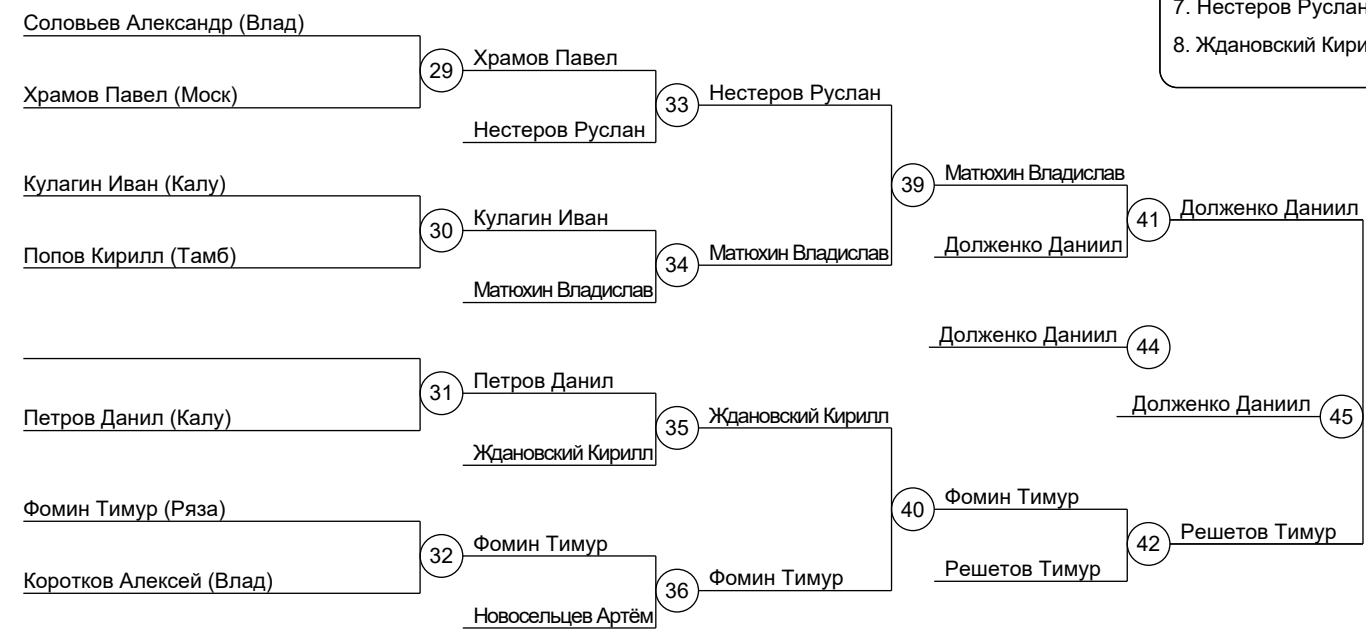 7. Нестеров Руслан
8. Ждановский Кири
Соловьев Александр (Влад)
29
Храмов Павел
Храмов Павел (Моск)
33
Нестеров Руслан
Нестеров Руслан
Кулагин Иван (Калу)
30
Кулагин Иван
Попов Кирилл (Тамб)
34
Матюхин Владислав
Матюхин Владислав
39
Матюхин Владислав
41
Долженко Даниил
Долженко Даниил
Долженко Даниил
44
Долженко Даниил
45
31
Петров Данил
Петров Данил (Калу)
35
Ждановский Кирилл
Ждановский Кирилл
Фомин Тимур (Ряза)
32
Фомин Тимур
Коротков Алексей (Влад)
36
Фомин Тимур
Новосельцев Артём
40
Фомин Тимур
42
Решетов Тимур
Решетов Тимур